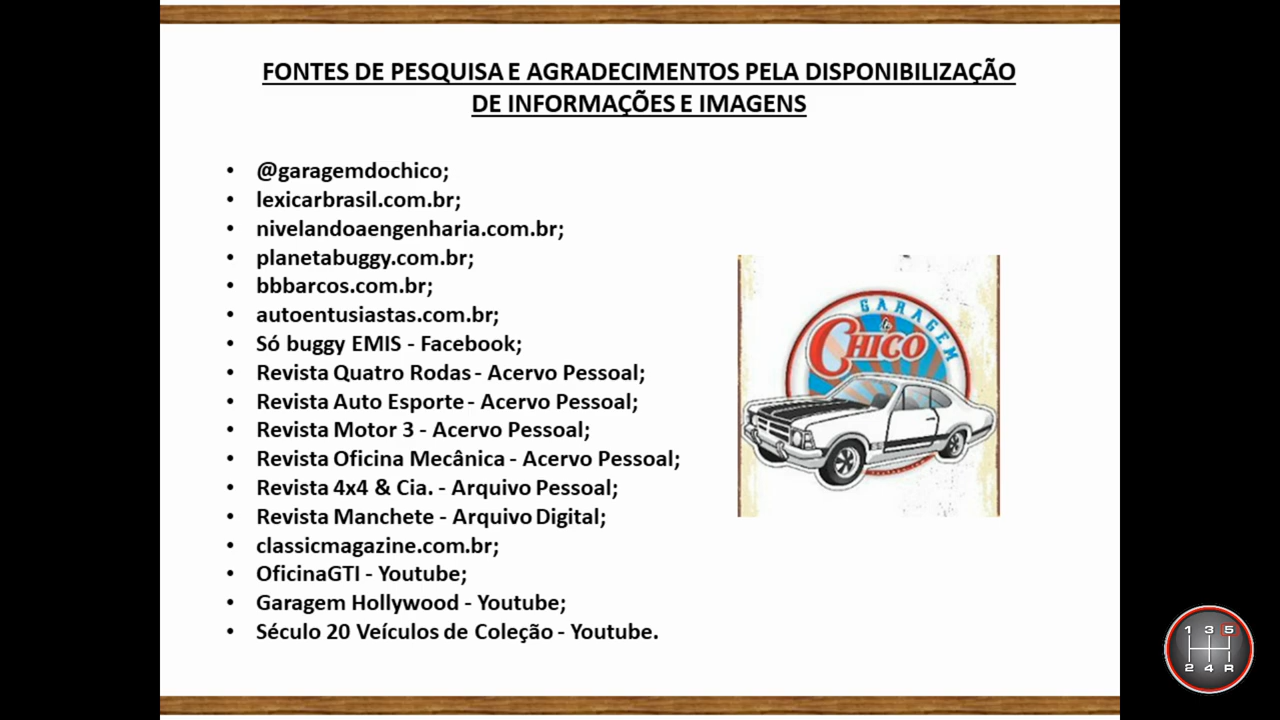 FONTES DE PESQUISA E AGRADECIMENTOS PELA DISPONIBILIZAÇÃO
DE INFORMAÇÕES E IMAGENS
• @garagemdochico;
• lexicarbrasil.com.br;
• nivelandoaengenharia.com.br;
• planetabuggy.com.br;
• bbbarcos.com.br;
• autoentusiastas.com.br;
• Só buggy EMIS - Facebook;
• Revista Quatro Rodas - Acervo Pessoal;
• Revista Auto Esporte - Acervo Pessoal;
• Revista Motor 3 - Acervo Pessoal;
• Revista Oficina Mecânica - Acervo Pessoal;
• Revista 4x4 & Cia. - Arquivo Pessoal;
• Revista Manchete - Arquivo Digital;
• classicmagazine.com.br;
• OficinaGTI - Youtube;
• Garagem Hollywood - Youtube;
• Século 20 Veículos de Coleção - Youtube.
GARAGEM
CHICO
1 3 5
2 4 R